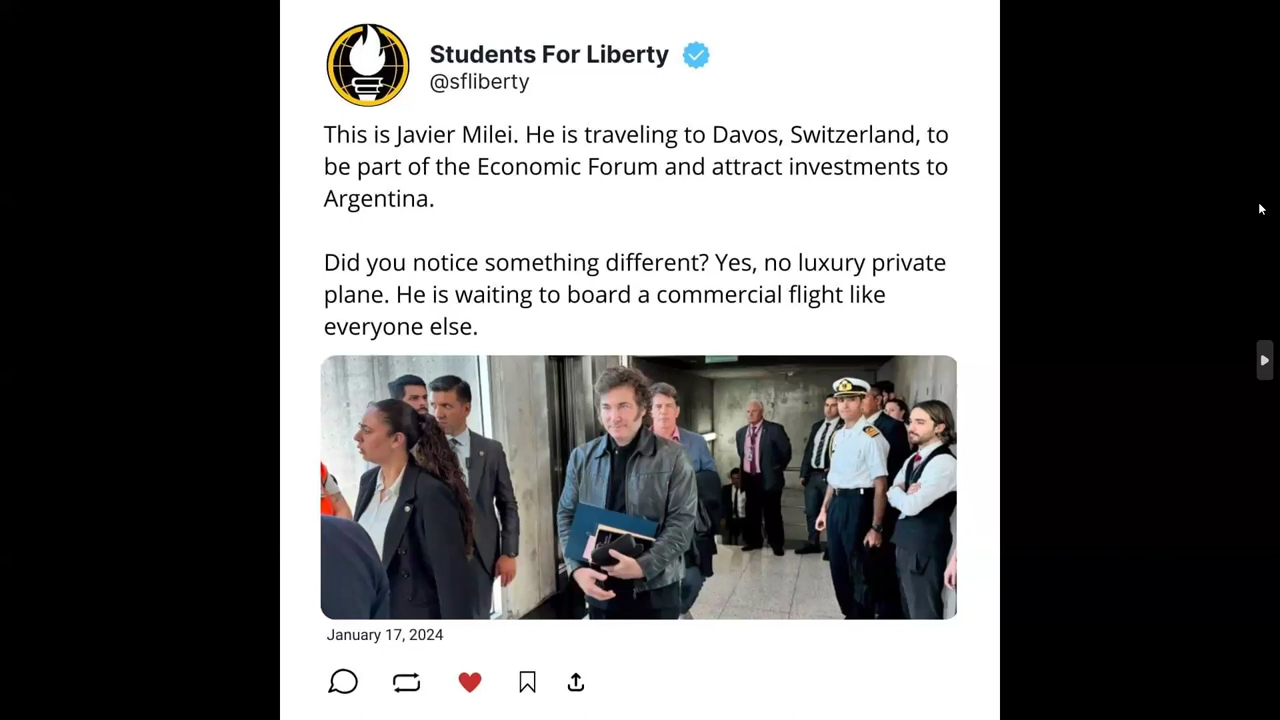 Students For Liberty
@sfliberty
This is Javier Milei. He is traveling to Davos, Switzerland, to
be part of the Economic Forum and attract investments to
Argentina.
Did you notice something different? Yes, no luxury private
plane. He is waiting to board a commercial flight like
everyone else.
January 17, 2024